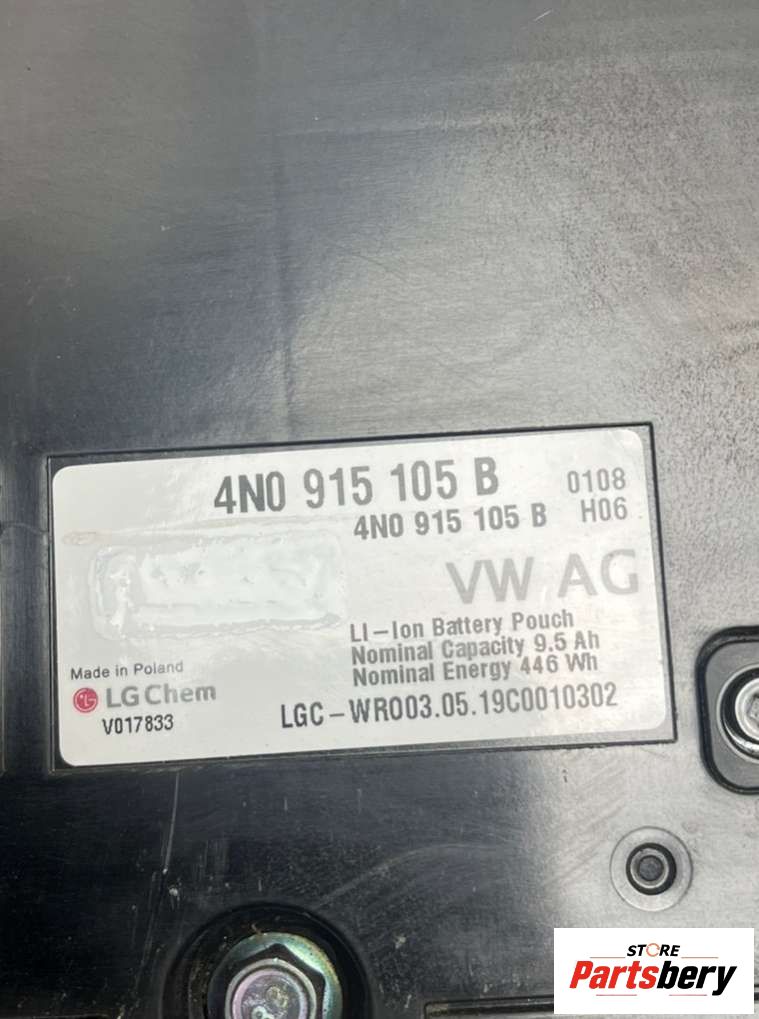 4N0 915 105 B
0108
4N0 915 105 B
H06
VW AG
LI-Ion Battery Pouch
Nominal Capacity 9.5 Ah
Nominal Energy 446 Wh
Made in Poland
LG Chem
V017833
LGC-WR003.05.19C0010302
STORE
Partsbery